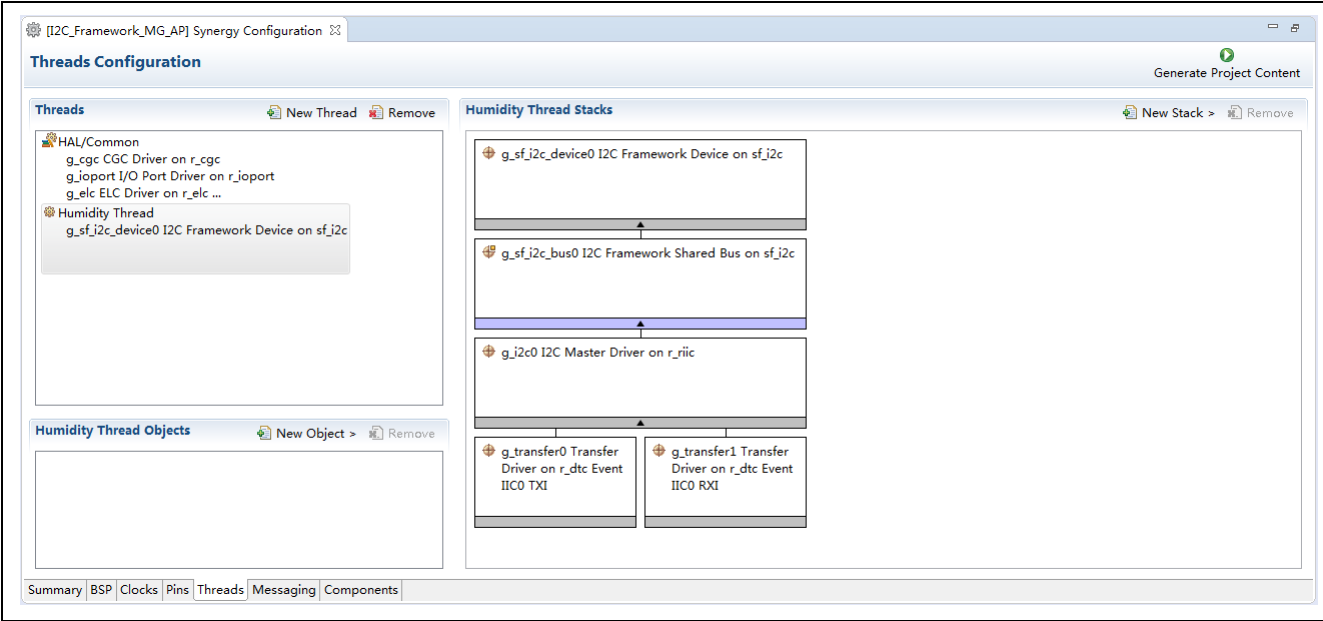 [I2C_Framework_MG_AP] Synergy Configuration
Threads Configuration
Generate Project Content
Threads
New Thread
Remove
HAL/Common
g_cgc CGC Driver on r_cgc
g_ioport I/O Port Driver on r_ioport
g_elc ELC Driver on r_elc ...
Humidity Thread
g_sf_i2c_device0 I2C Framework Device on sf_i2c
Humidity Thread Objects
New Object >
Remove
Humidity Thread Stacks
New Stack >
Remove
g_sf_i2c_device0 I2C Framework Device on sf_i2c
g_sf_i2c_bus0 I2C Framework Shared Bus on sf_i2c
g_i2c0 I2C Master Driver on r_riic
g_transfer0 Transfer
Driver on r_dtc Event
IIC0 TXI
g_transfer1 Transfer
Driver on r_dtc Event
IIC0 RXI
Summary BSP Clocks Pins Threads Messaging Components